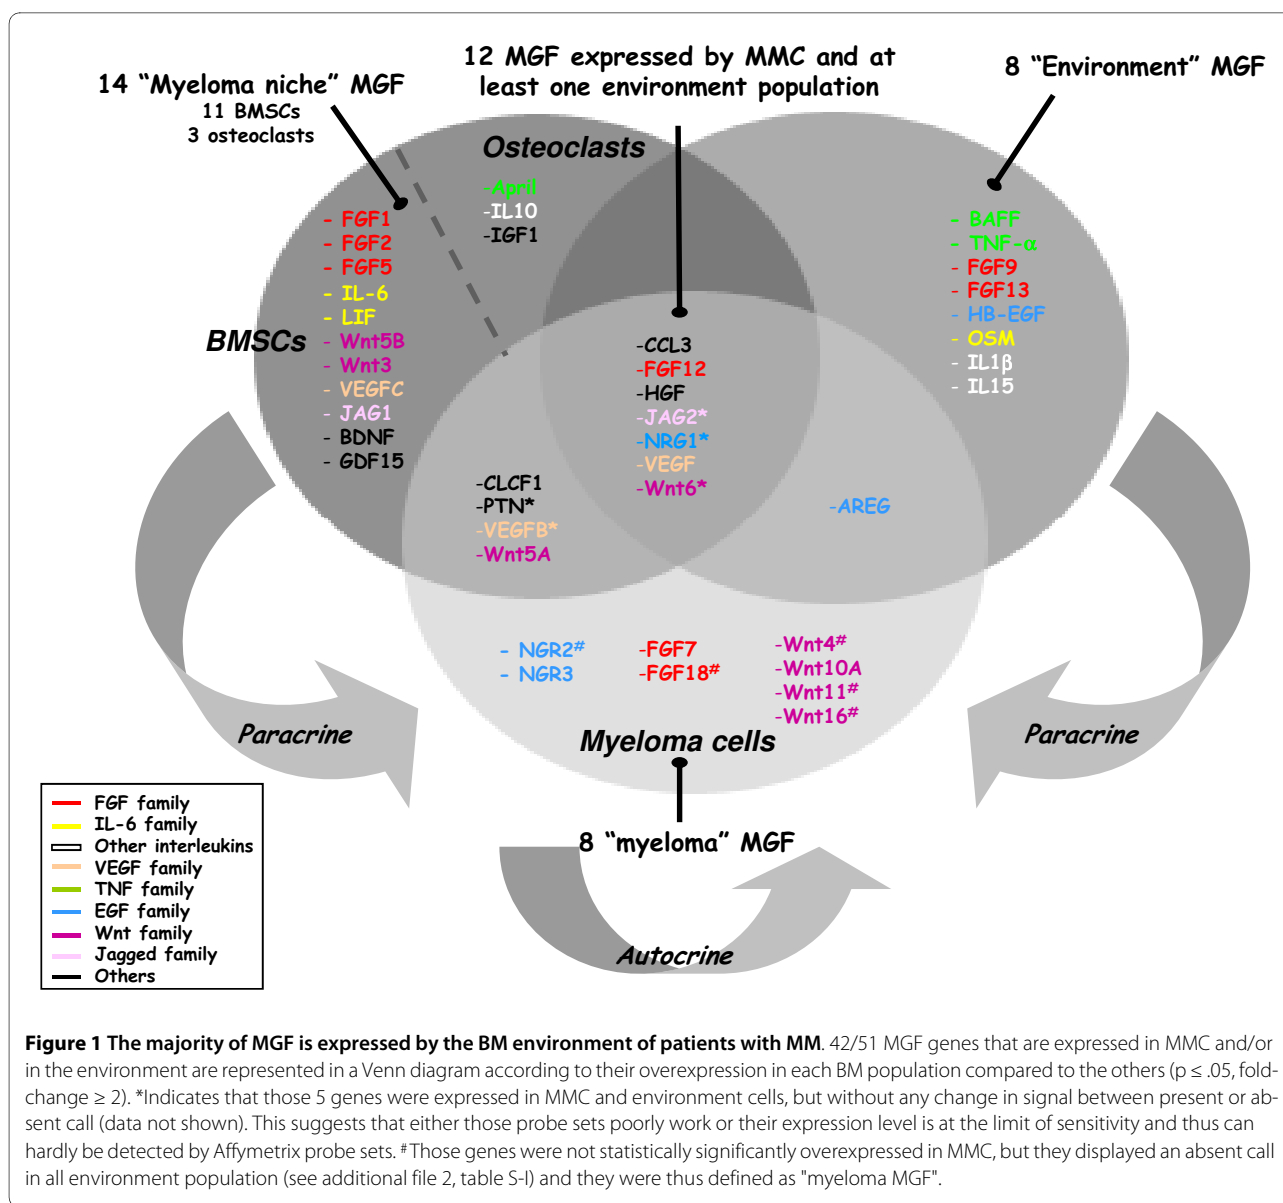 14 “Myeloma niche” MGF
11 BMSCs
3 osteoclasts
12 MGF expressed by MMC and at
least one environment population
8 “Environment” MGF
Osteoclasts
-April
-IL10
-IGF1
BMSCs
- FGF1
- FGF2
- FGF5
- IL-6
- LIF
- Wnt5B
- Wnt3
- VEGFC
- JAG1
- BDNF
- GDF15
-CCL3
-FGF12
-HGF
-JAG2*
-NRG1*
-VEGF
-Wnt6*
- BAFF
- TNF-α
- FGF9
- FGF13
- HB-EGF
- OSM
- IL1β
- IL15
-CLCF1
-PTN*
-VEGFB*
-Wnt5A
-AREG
- NGR2#
- NGR3
-FGF7
-FGF18#
-Wnt4#
-Wnt10A
-Wnt11#
-Wnt16#
Myeloma cells
Paracrine
Paracrine
8 “myeloma” MGF
Autocrine
FGF family
IL-6 family
Other interleukins
VEGF family
TNF family
EGF family
Wnt family
Jagged family
Others
Figure 1 The majority of MGF is expressed by the BM environment of patients with MM. 42/51 MGF genes that are expressed in MMC and/or
in the environment are represented in a Venn diagram according to their overexpression in each BM population compared to the others (p ≤ .05, fold-
change ≥ 2). *Indicates that those 5 genes were expressed in MMC and environment cells, but without any change in signal between present or ab-
sent call (data not shown). This suggests that either those probe sets poorly work or their expression level is at the limit of sensitivity and thus can
hardly be detected by Affymetrix probe sets. #Those genes were not statistically significantly overexpressed in MMC, but they displayed an absent call
in all environment population (see additional file 2, table S-I) and they were thus defined as "myeloma MGF".